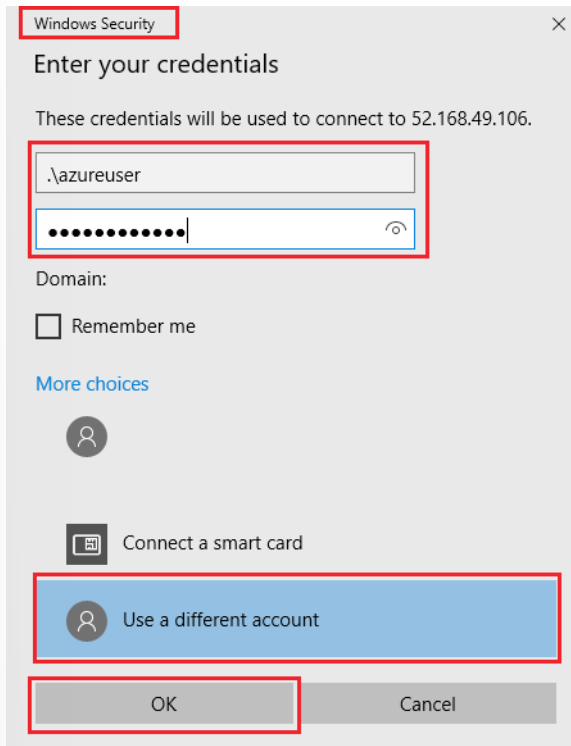 Windows Security
Enter your credentials
These credentials will be used to connect to 52.168.49.106.
.\azureuser
●●●●●●●●●●●●
Domain:
Remember me
More choices
Connect a smart card
Use a different account
OK
Cancel